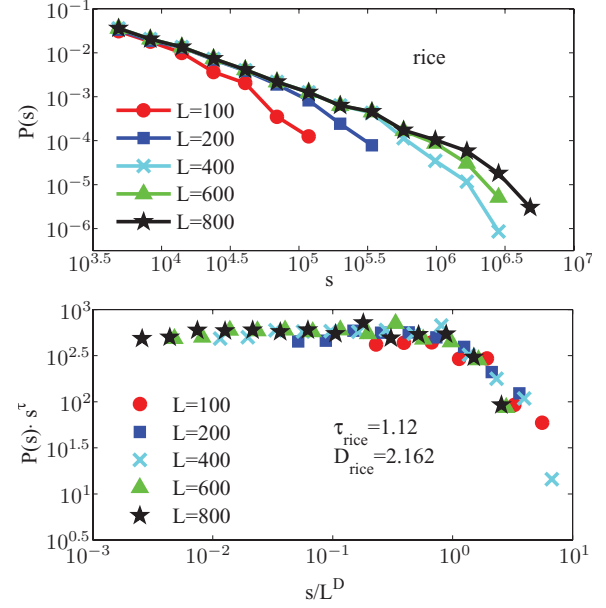 10^-1
10^-2
10^-3
10^-4
10^-5
10^-6
P(s)
rice
L=100
L=200
L=400
L=600
L=800
10^3.5 10^4 10^4.5 10^5 10^5.5 10^6 10^6.5 10^7
s
10^3
10^2.5
10^2
10^1.5
10^1
10^0.5
P(s)· s^τ
L=100
L=200
L=400
L=600
L=800
τ_rice=1.12
D_rice=2.162
10^-3 10^-2 10^-1 10^0 10^1
s/L^D